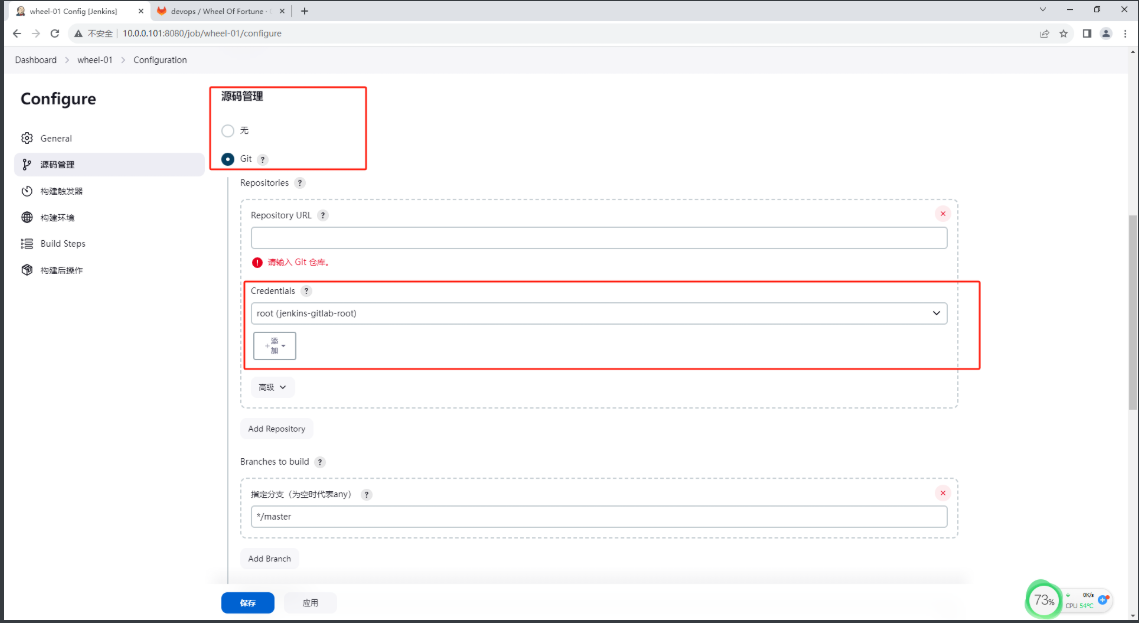 wheel-01 Config [Jenkins]
devops / Wheel Of Fortune ·
不安全
10.0.0.101:8080/job/wheel-01/configure
Dashboard
wheel-01
Configuration
Configure
General
源码管理
构建触发器
构建环境
Build Steps
构建后操作
源码管理
无
Git ?
Repositories ?
Repository URL ?
请输入 Git 仓库。
Credentials ?
root (jenkins-gitlab-root)
+添加
高级
Add Repository
Branches to build ?
指定分支（为空时代表any） ?
*/master
Add Branch
保存
应用
73%
0K/s
CPU 54°C